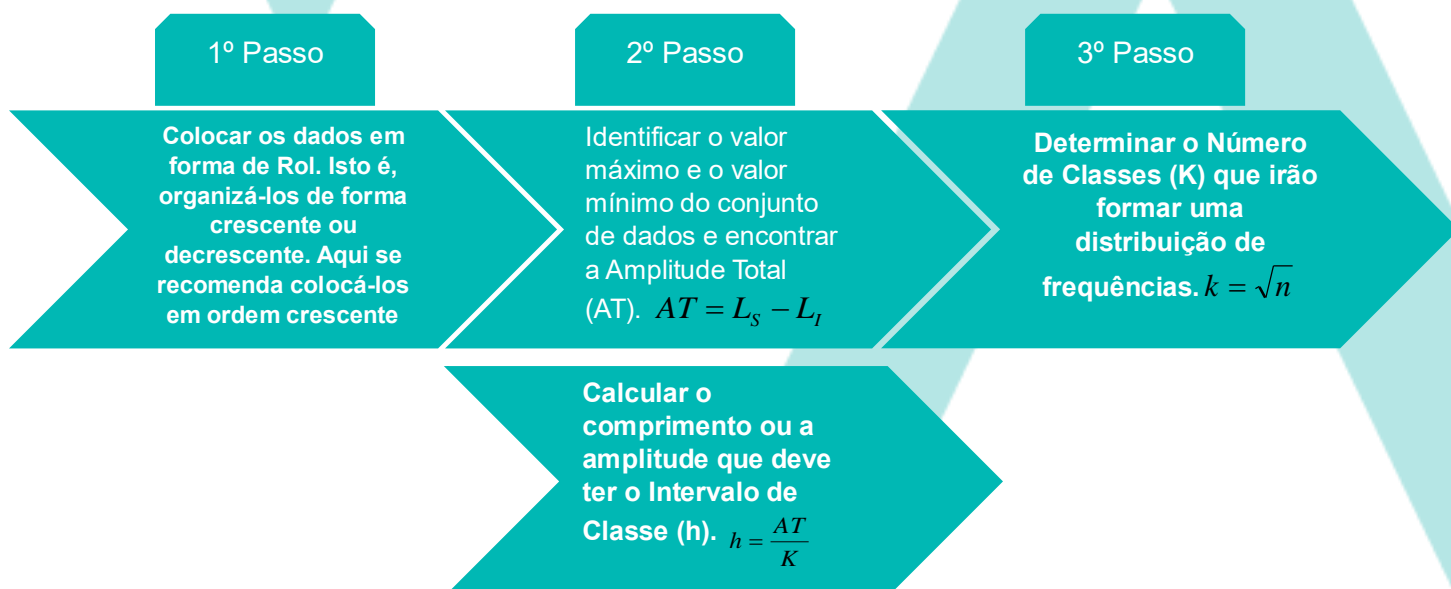 1º Passo
Colocar os dados em
forma de Rol. Isto é,
organizá-los de forma
crescente ou
decrescente. Aqui se
recomenda colocá-los
em ordem crescente
2º Passo
Identificar o valor
máximo e o valor
mínimo do conjunto
de dados e encontrar
a Amplitude Total
(AT). AT = L_S − L_I
3º Passo
Determinar o Número
de Classes (K) que irão
formar uma
distribuição de
frequências. k = √n
Calcular o
comprimento ou a
amplitude que deve
ter o Intervalo de
Classe (h). h = AT/K